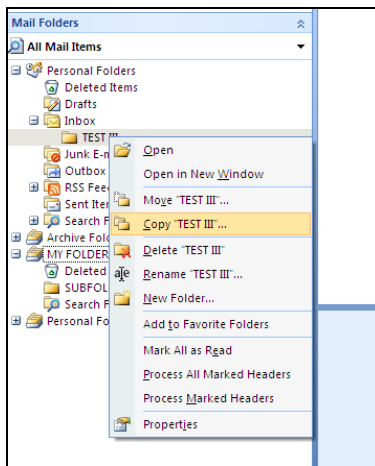 Mail Folders
All Mail Items
Personal Folders
Deleted Items
Drafts
Inbox
TEST III
Junk E-m
Outbox
RSS Fee
Sent Iter
Search F
Archive Fold
MY FOLDER
Deleted
SUBFOL
Search F
Personal Fo
Open
Open in New Window
Move "TEST III"...
Copy "TEST III"...
Delete "TEST III"
Rename "TEST III"...
New Folder...
Add to Favorite Folders
Mark All as Read
Process All Marked Headers
Process Marked Headers
Properties